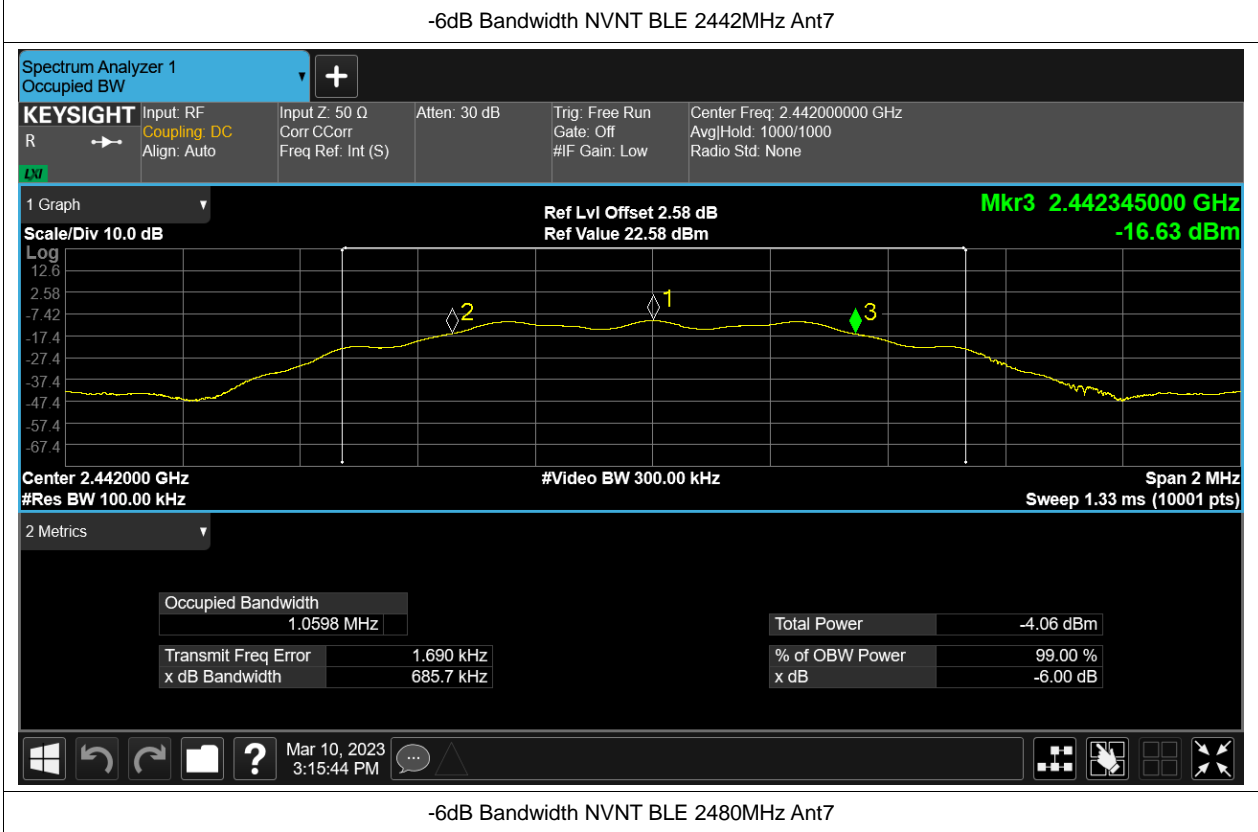 -6dB Bandwidth NVNT BLE 2442MHz Ant7
Spectrum Analyzer 1
Occupied BW
KEYSIGHT
R
LXI
Input: RF
Coupling: DC
Align: Auto
Input Z: 50 Ω
Corr CCorr
Freq Ref: Int (S)
Atten: 30 dB
Trig: Free Run
Gate: Off
#IF Gain: Low
Center Freq: 2.442000000 GHz
Avg|Hold: 1000/1000
Radio Std: None
1 Graph
Scale/Div 10.0 dB
Ref Lvl Offset 2.58 dB
Ref Value 22.58 dBm
Mkr3 2.442345000 GHz
-16.63 dBm
Log
12.6
2.58
-7.42
-17.4
-27.4
-37.4
-47.4
-57.4
-67.4
2
1
3
Center 2.442000 GHz
#Res BW 100.00 kHz
#Video BW 300.00 kHz
Span 2 MHz
Sweep 1.33 ms (10001 pts)
2 Metrics
Occupied Bandwidth
1.0598 MHz
Transmit Freq Error 1.690 kHz
x dB Bandwidth 685.7 kHz
Total Power -4.06 dBm
% of OBW Power 99.00 %
x dB -6.00 dB
?
Mar 10, 2023
3:15:44 PM
-6dB Bandwidth NVNT BLE 2480MHz Ant7